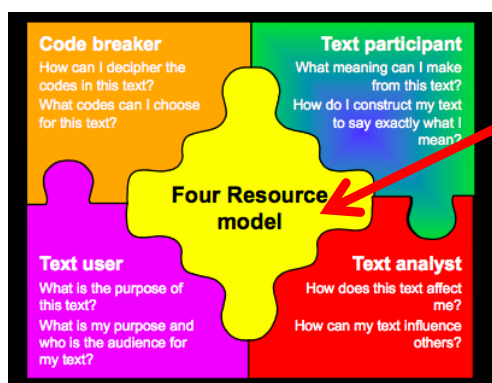 Code breaker
How can I decipher the
codes in this text?
What codes can I choose
for this text?
Text participant
What meaning can I make
from this text?
How do I construct my text
to say exactly what I
mean?
Four Resource
model
Text user
What is the purpose of
this text?
What is my purpose and
who is the audience for
my text?
Text analyst
How does this text affect
me?
How can my text influence
others?